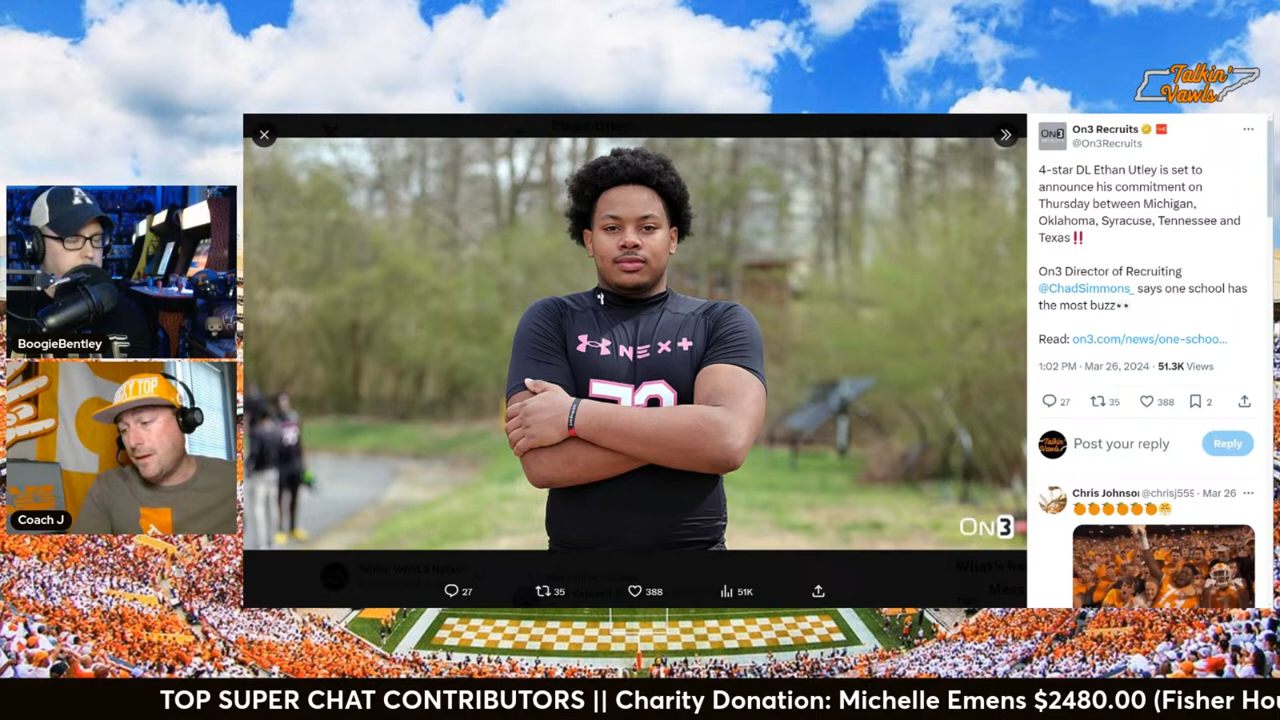 Talkin'
Vawls
On3 Recruits
@On3Recruits
4-star DL Ethan Utley is set to
announce his commitment on
Thursday between Michigan,
Oklahoma, Syracuse, Tennessee and
Texas‼️
On3 Director of Recruiting
@ChadSimmons_ says one school has
the most buzz👀
Read: on3.com/news/one-schoo...
1:02 PM · Mar 26, 2024 · 51.3K Views
27 35 388 2
Post your reply Reply
Chris Johnso @chrisj55 · Mar 26
🍊🍊🍊🍊🍊🍊😤
A
BoogieBentley
Coach J
NEXT
ON3
27 35 388 51K
TOP SUPER CHAT CONTRIBUTORS || Charity Donation: Michelle Emens $2480.00 (Fisher Ho